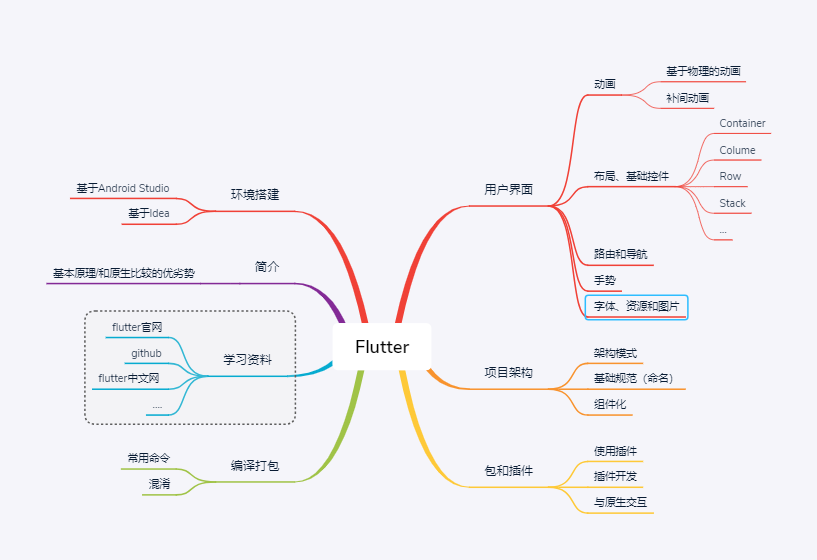 Flutter
用户界面
动画
基于物理的动画
补间动画
布局、基础控件
Container
Colume
Row
Stack
...
路由和导航
手势
字体、资源和图片
项目架构
架构模式
基础规范（命名）
组件化
包和插件
使用插件
插件开发
与原生交互
环境搭建
基于Android Studio
基于Idea
简介
基本原理/和原生比较的优劣势
学习资料
flutter官网
github
flutter中文网
....
编译打包
常用命令
混淆